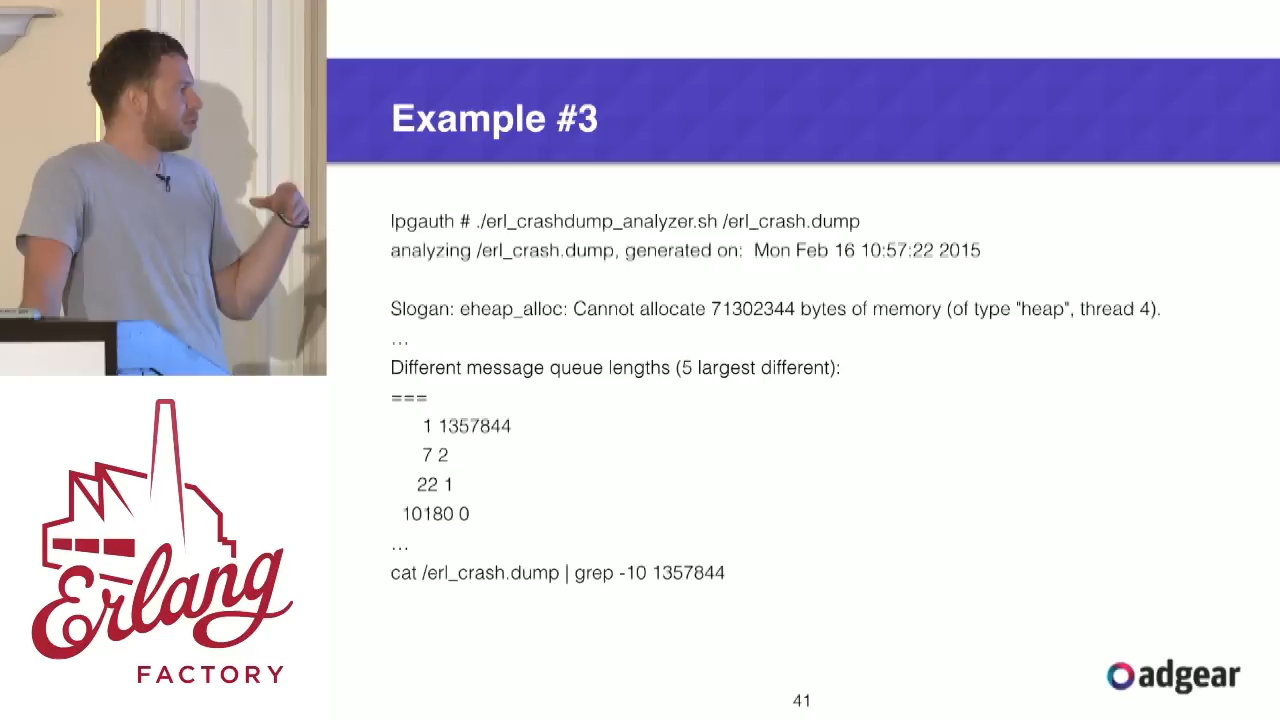 Example #3
lpgauth # ./erl_crashdump_analyzer.sh /erl_crash.dump
analyzing /erl_crash.dump, generated on:  Mon Feb 16 10:57:22 2015
Slogan: eheap_alloc: Cannot allocate 71302344 bytes of memory (of type "heap", thread 4).
…
Different message queue lengths (5 largest different):
===
1 1357844
7 2
22 1
10180 0
…
cat /erl_crash.dump | grep -10 1357844
Erlang
FACTORY
adgear
41